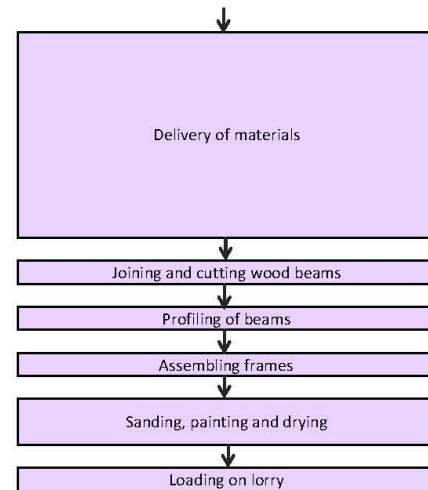 Delivery of materials
Joining and cutting wood beams
Profiling of beams
Assembling frames
Sanding, painting and drying
Loading on lorry